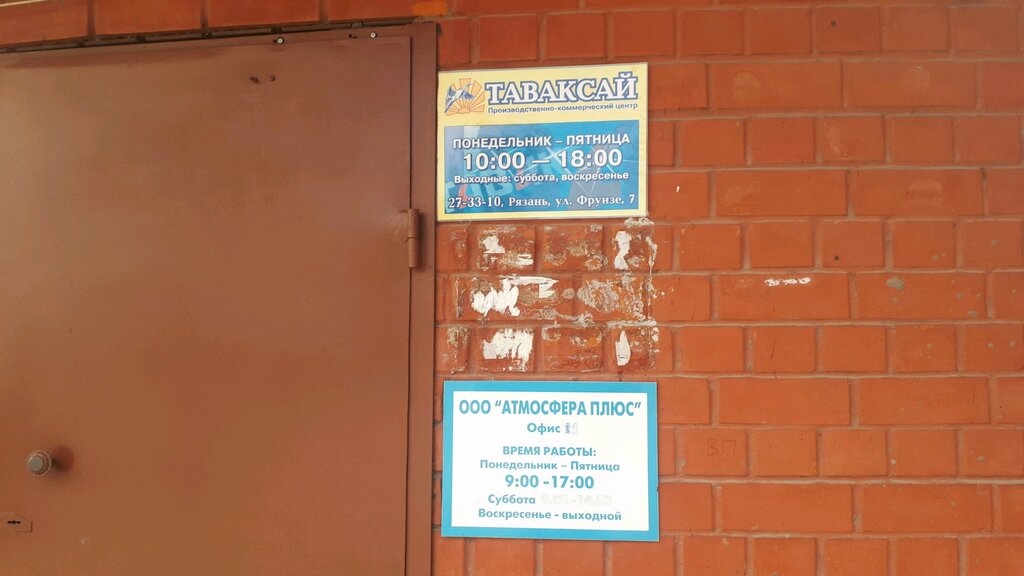 ТАВАКСАЙ
Производственно-коммерческий центр
ПОНЕДЕЛЬНИК – ПЯТНИЦА
10:00 — 18:00
Выходные: суббота, воскресенье
27-33-10, Рязань, ул. Фрунзе, 7
ООО "АТМОСФЕРА ПЛЮС"
Офис
ВРЕМЯ РАБОТЫ:
Понедельник – Пятница
9:00 -17:00
Суббота
Воскресенье - выходной
ВП